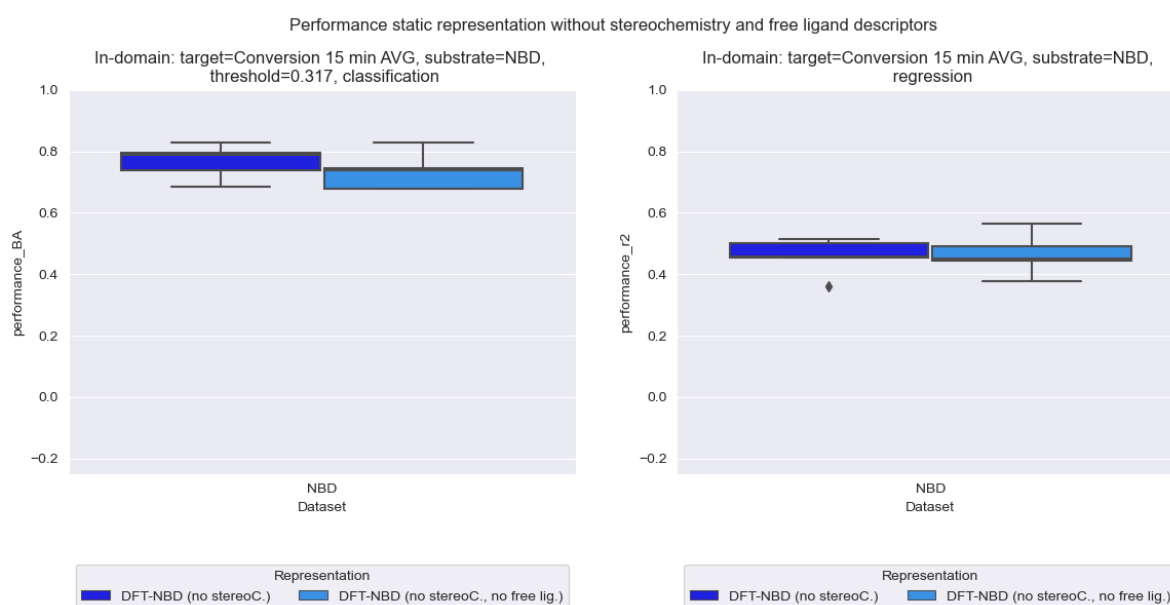 Performance static representation without stereochemistry and free ligand descriptors
In-domain: target=Conversion 15 min AVG, substrate=NBD,
threshold=0.317, classification
1.0
0.8
0.6
0.4
0.2
0.0
−0.2
performance_BA
NBD
Dataset
Representation
DFT-NBD (no stereoC.)
DFT-NBD (no stereoC., no free lig.)
In-domain: target=Conversion 15 min AVG, substrate=NBD,
regression
1.0
0.8
0.6
0.4
0.2
0.0
−0.2
performance_r2
NBD
Dataset
Representation
DFT-NBD (no stereoC.)
DFT-NBD (no stereoC., no free lig.)